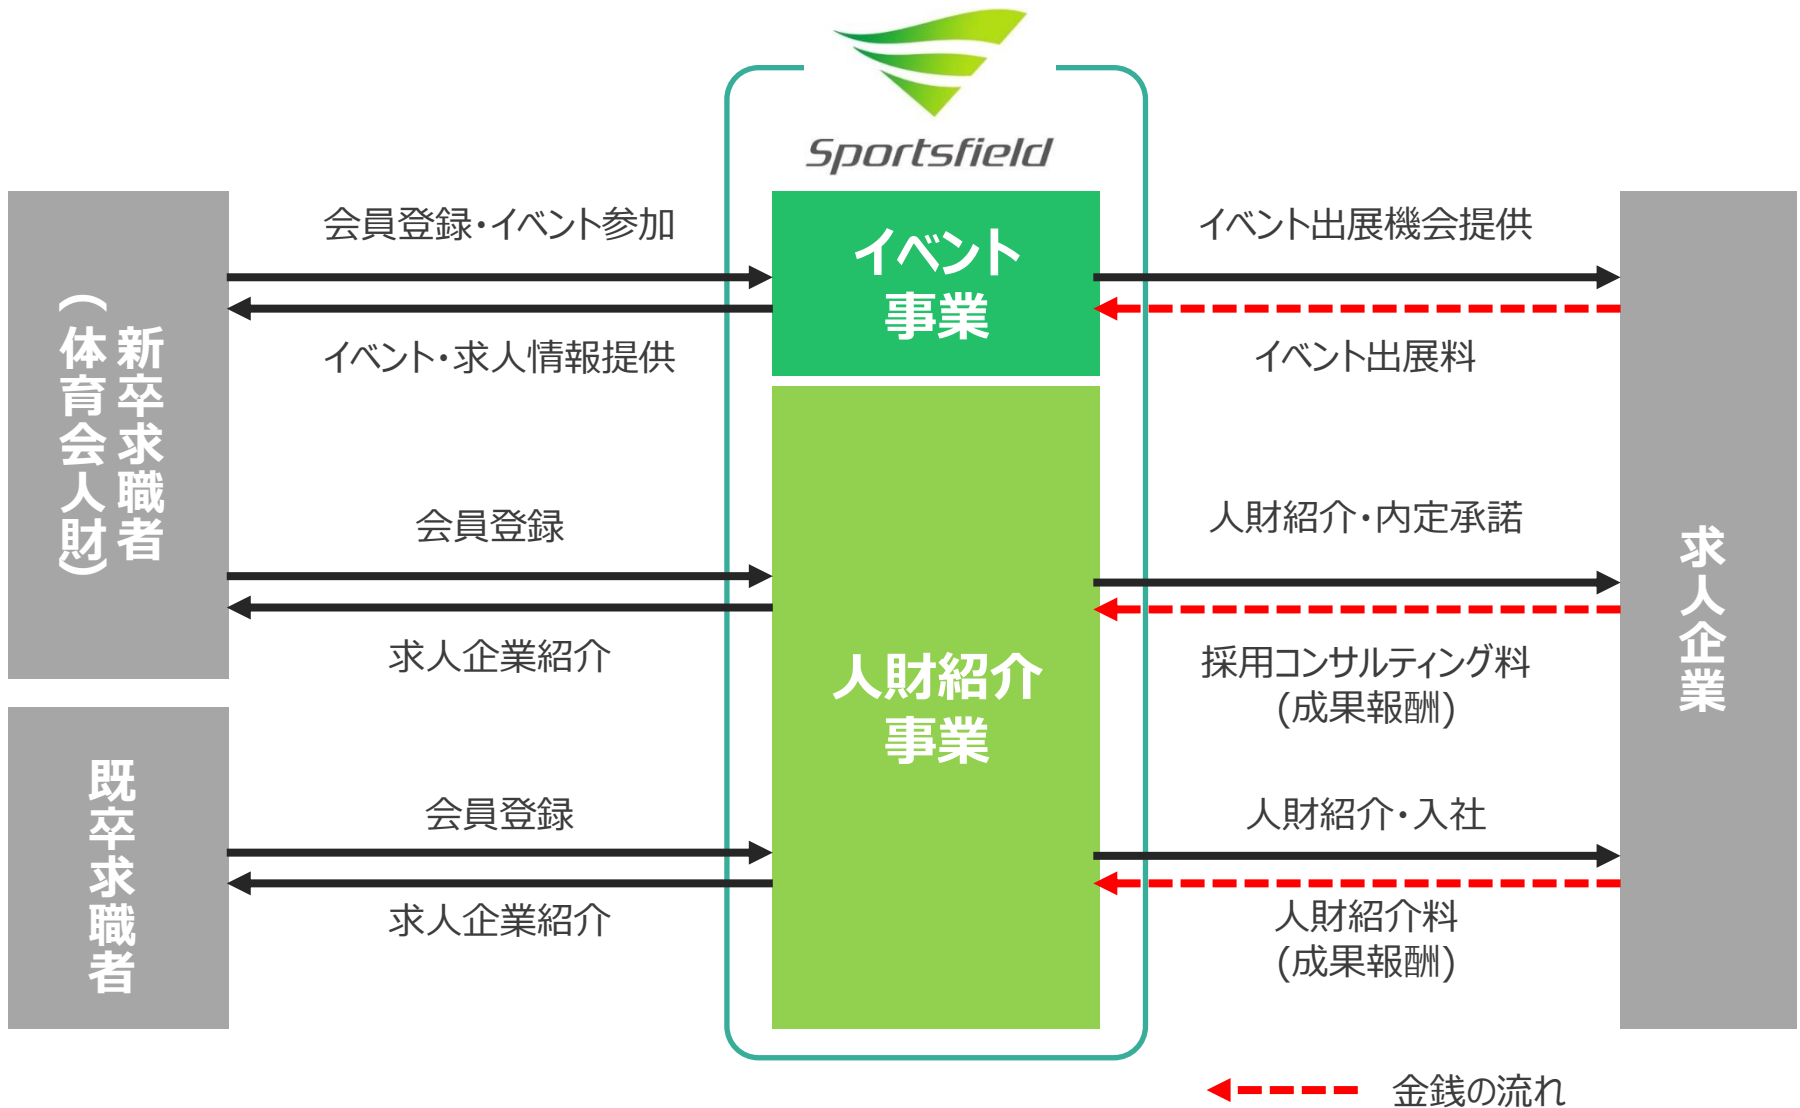 Sportsfield
新卒求職者
（体育会人財）
既卒求職者
会員登録・イベント参加
イベント・求人情報提供
会員登録
求人企業紹介
会員登録
求人企業紹介
イベント
事業
人財紹介
事業
イベント出展機会提供
イベント出展料
人財紹介・内定承諾
採用コンサルティング料
(成果報酬)
人財紹介・入社
人財紹介料
(成果報酬)
求人企業
金銭の流れ